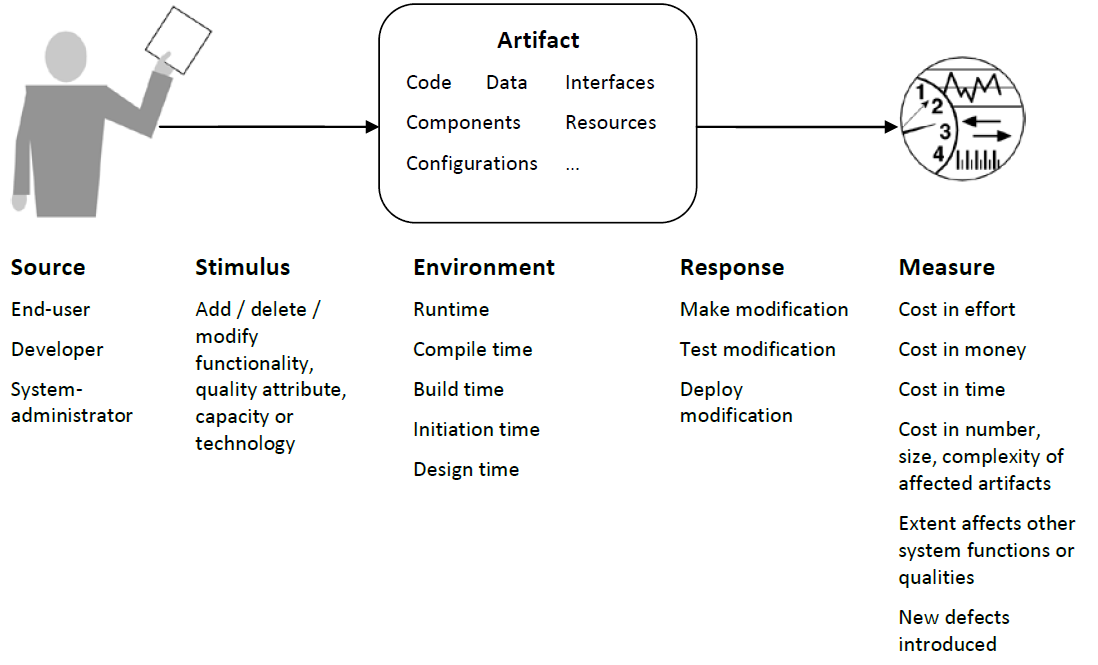 Artifact
Code Data Interfaces
Components Resources
Configurations ...
1
2
3
4
Source
End-user
Developer
System-
administrator
Stimulus
Add / delete /
modify
functionality,
quality attribute,
capacity or
technology
Environment
Runtime
Compile time
Build time
Initiation time
Design time
Response
Make modification
Test modification
Deploy
modification
Measure
Cost in effort
Cost in money
Cost in time
Cost in number,
size, complexity of
affected artifacts
Extent affects other
system functions or
qualities
New defects
introduced